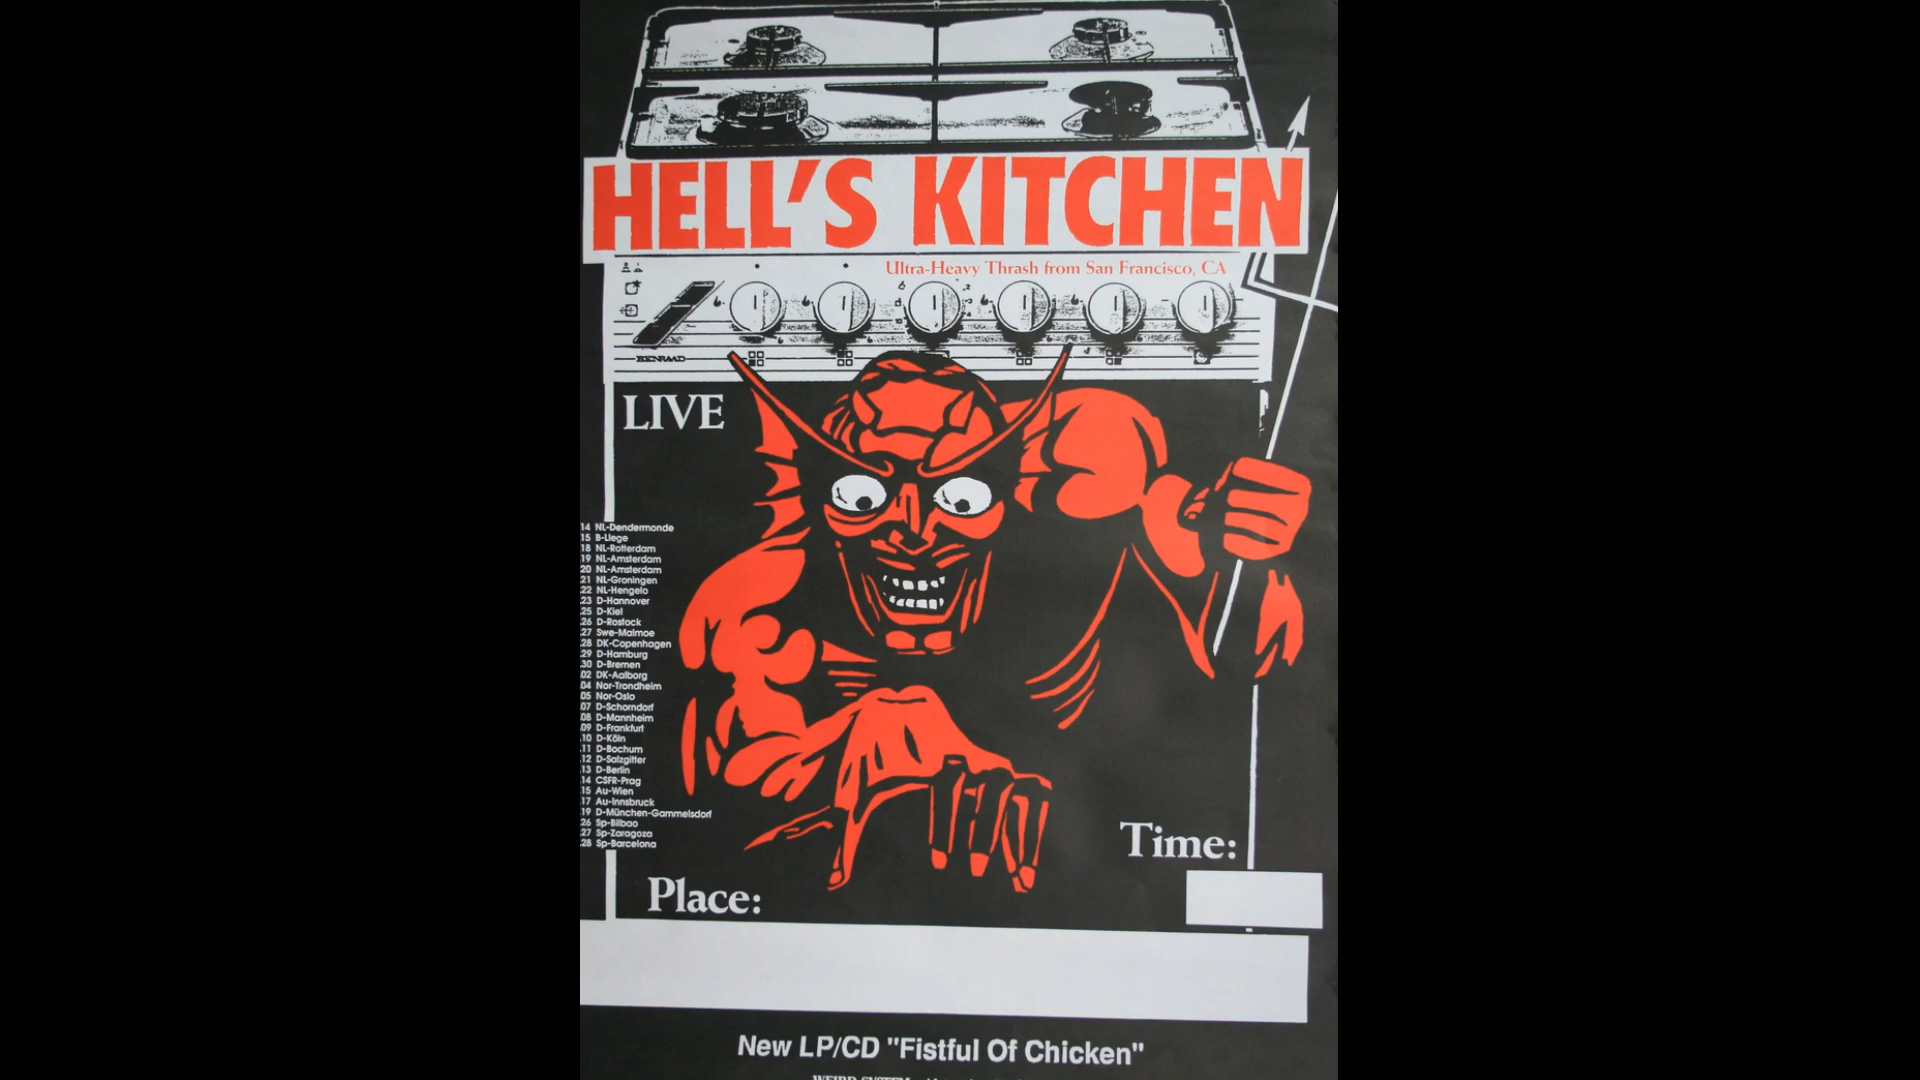 HELL'S KITCHEN
Ultra-Heavy Thrash from San Francisco, CA
BENRAAD
LIVE
14 NL-Dendermonde
15 B-Liege
18 NL-Rotterdam
19 NL-Amsterdam
20 NL-Amsterdam
21 NL-Groningen
22 NL-Hengelo
23 D-Hannover
25 D-Kiel
26 D-Rostock
27 Swe-Malmoe
28 DK-Copenhagen
29 D-Hamburg
30 D-Bremen
02 DK-Aalborg
04 Nor-Trondheim
05 Nor-Oslo
07 D-Schorndorf
08 D-Mannheim
09 D-Frankfurt
10 D-Köln
11 D-Bochum
12 D-Salzgitter
13 D-Berlin
14 CSFR-Prag
15 Au-Wien
17 Au-Innsbruck
19 D-München-Gammelsdorf
26 Sp-Bilbao
27 Sp-Zaragoza
28 Sp-Barcelona
Time:
Place:
New LP/CD "Fistful Of Chicken"
WEIRD SYSTEM